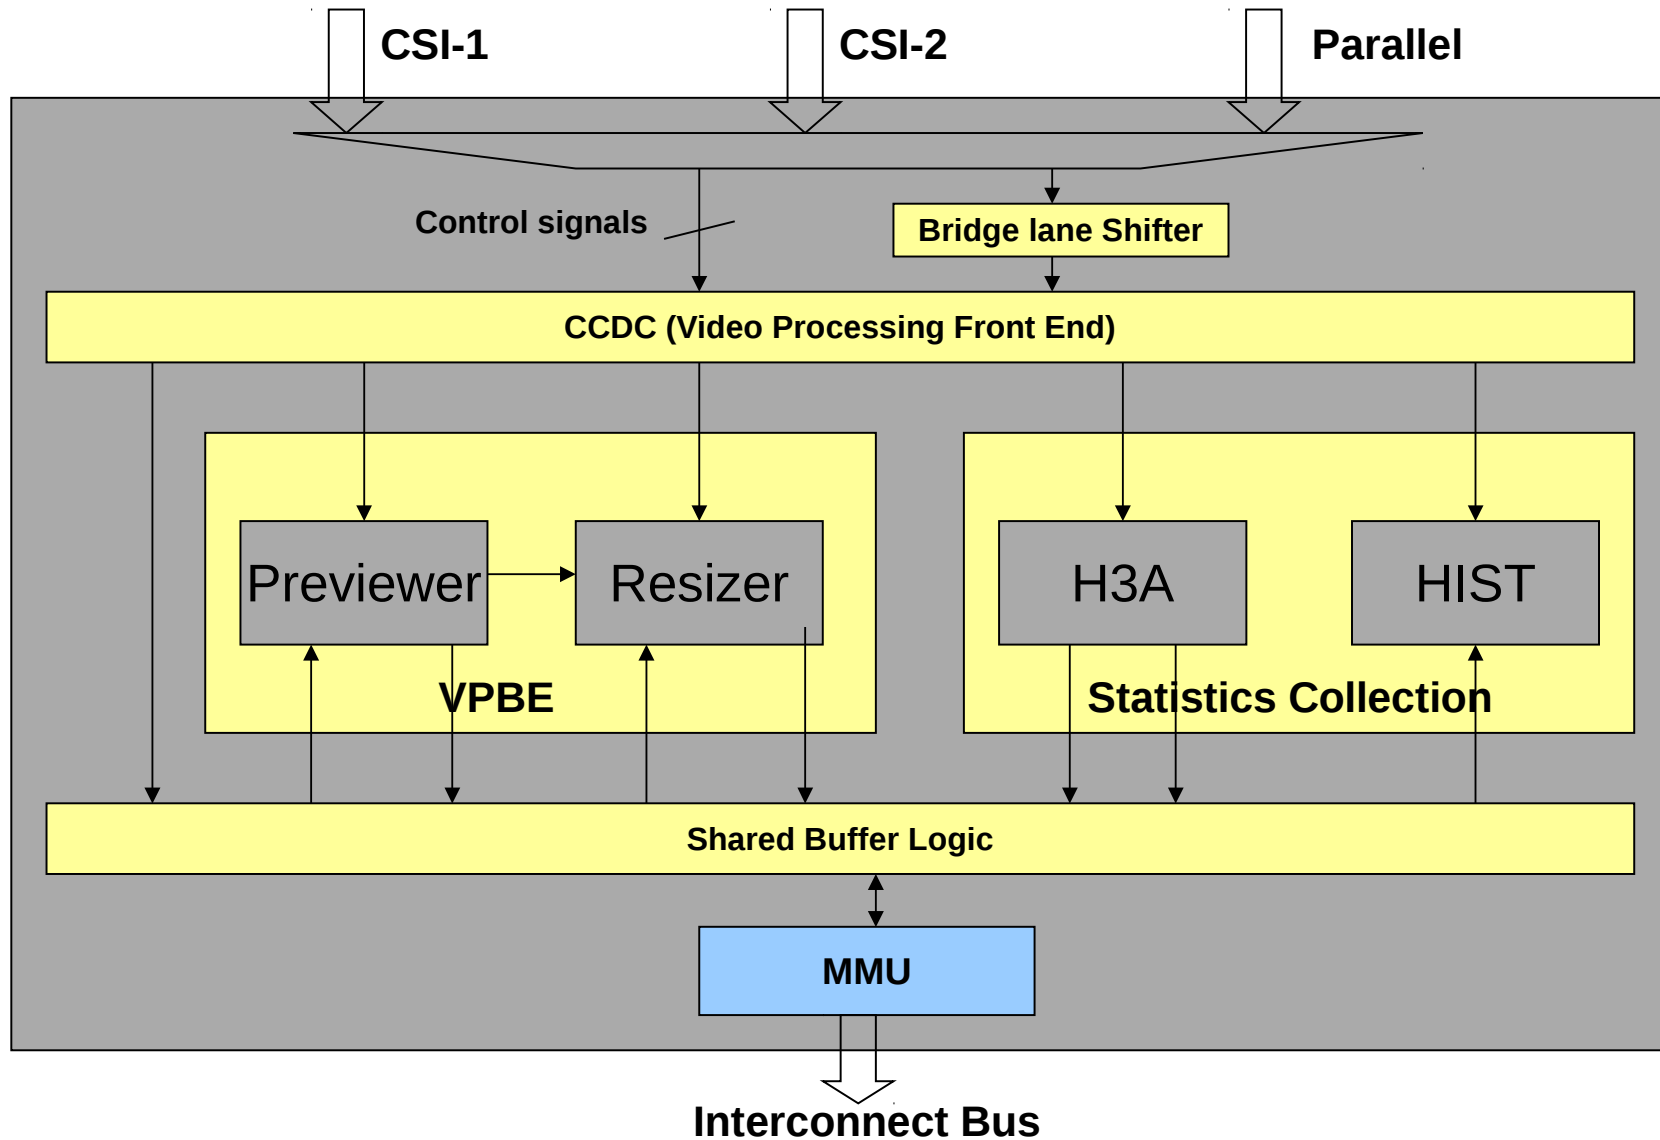 CSI-1
CSI-2
Parallel
Control signals
Bridge lane Shifter
CCDC (Video Processing Front End)
Previewer
Resizer
H3A
HIST
VPBE
Statistics Collection
Shared Buffer Logic
MMU
Interconnect Bus